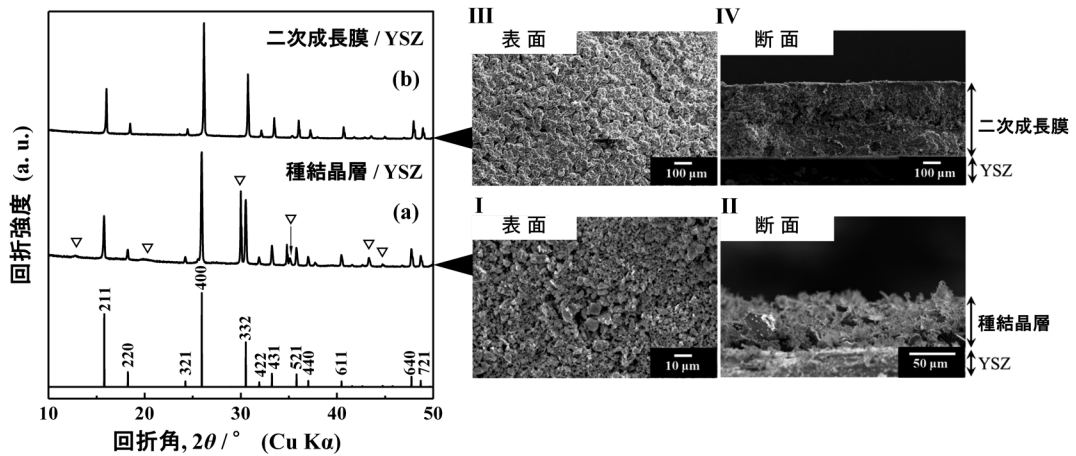 二次成長膜 / YSZ
(b)
種結晶層 / YSZ
(a)
回折強度 (a. u.)
211
220
321
400
332
422
431
521
440
611
640
721
10
20
30
40
50
回折角, 2θ / ° (Cu Kα)
III
表 面
100 µm
IV
断 面
100 µm
二次成長膜
YSZ
I
表 面
10 µm
II
断 面
50 µm
種結晶層
YSZ